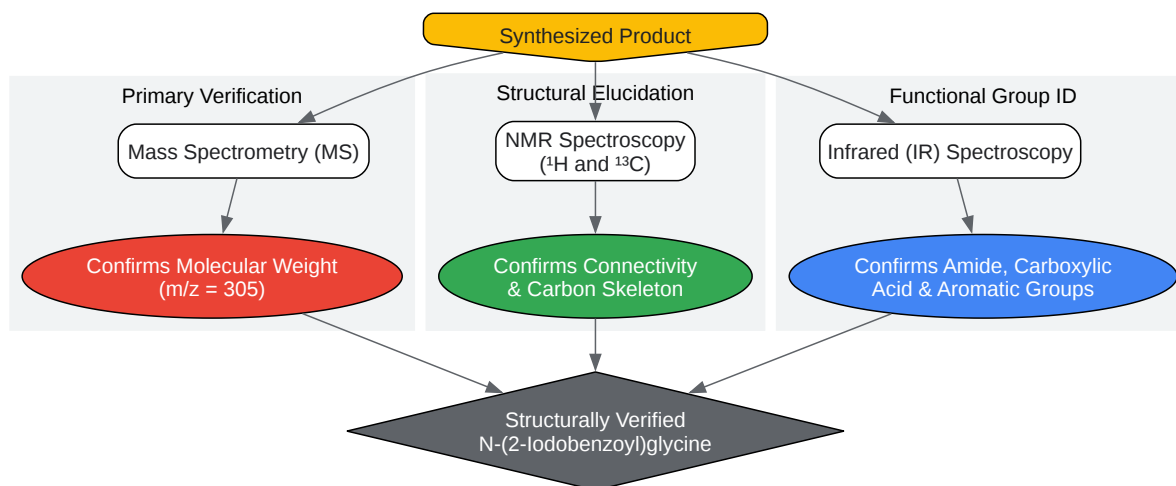 Synthesized Product
Primary Verification
Structural Elucidation
Functional Group ID
Mass Spectrometry (MS)
NMR Spectroscopy
(¹H and ¹³C)
Infrared (IR) Spectroscopy
Confirms Molecular Weight
(m/z = 305)
Confirms Connectivity
& Carbon Skeleton
Confirms Amide, Carboxylic
Acid & Aromatic Groups
Structurally Verified
N-(2-Iodobenzoyl)glycine